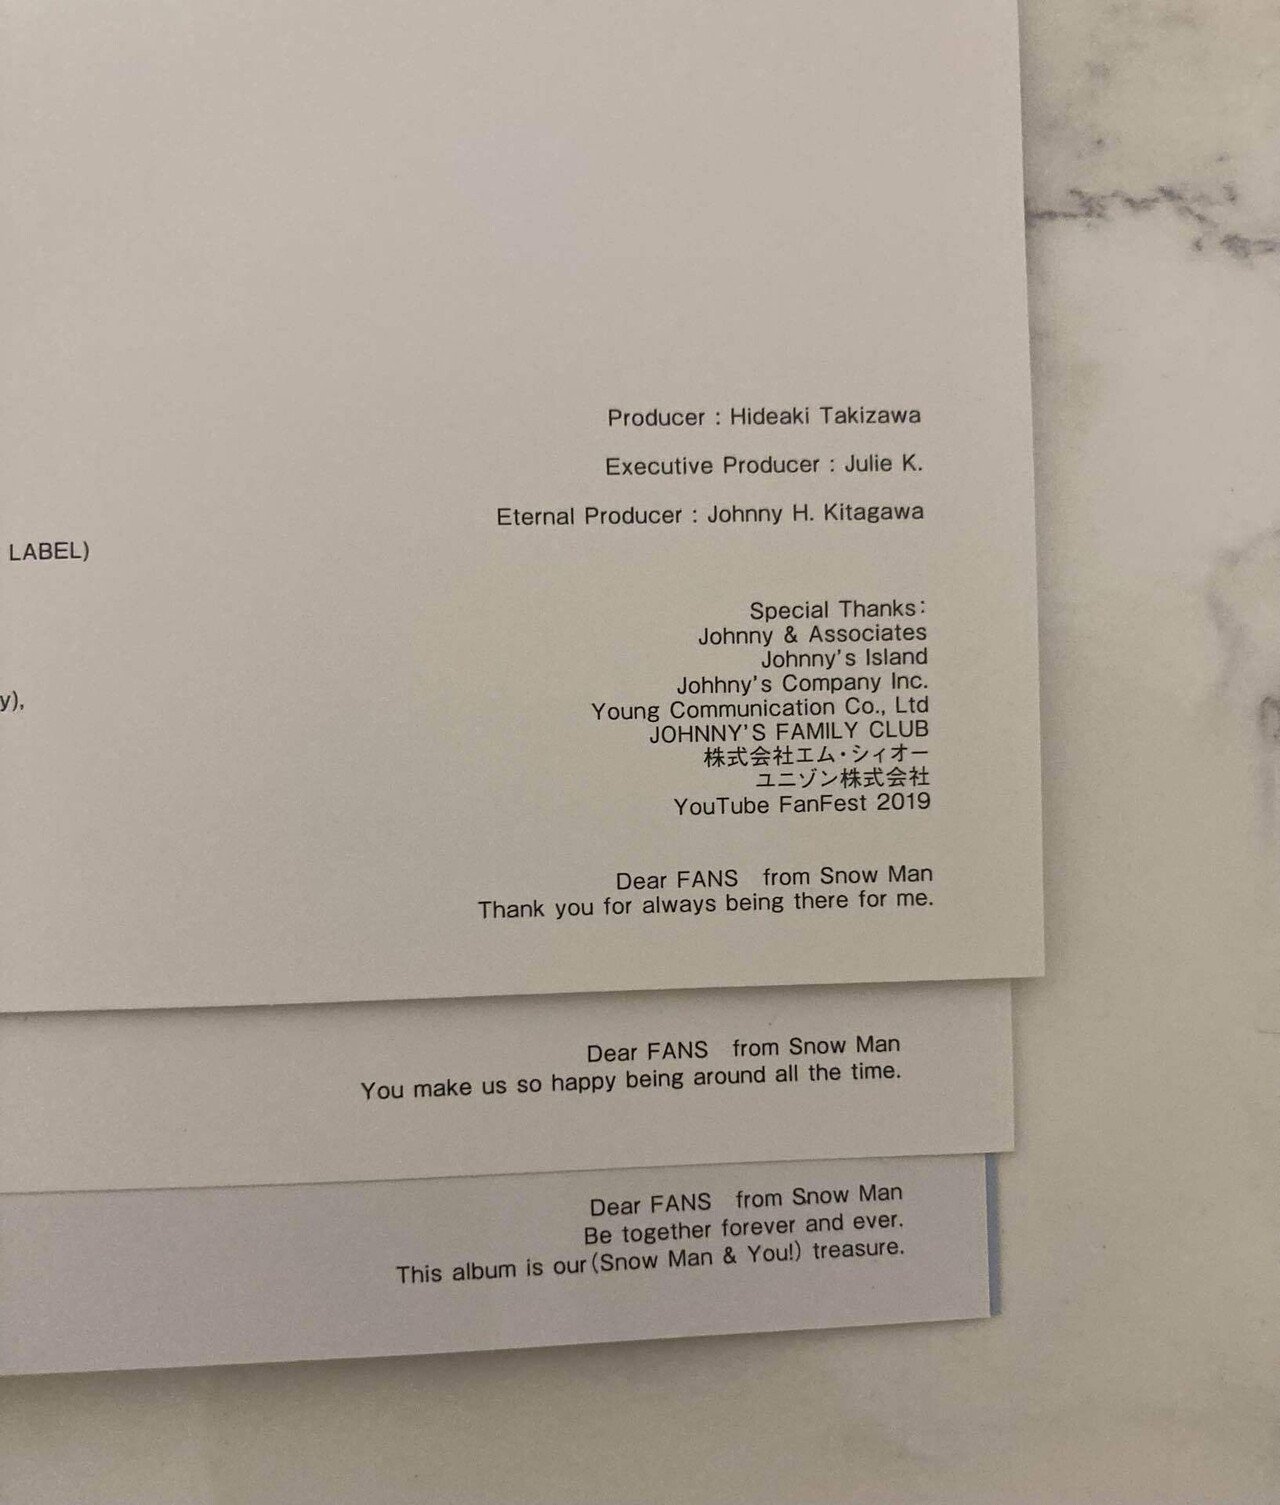 Producer : Hideaki Takizawa
Executive Producer : Julie K.
Eternal Producer : Johnny H. Kitagawa
LABEL)
Special Thanks:
Johnny & Associates
Johnny's Island
Johhny's Company Inc.
y),
Young Communication Co., Ltd
JOHNNY'S FAMILY CLUB
株式会社エム・シィオー
ユニゾン株式会社
YouTube FanFest 2019
Dear FANS from Snow Man
Thank you for always being there for me.
Dear FANS from Snow Man
You make us so happy being around all the time.
Dear FANS from Snow Man
Be together forever and ever.
This album is our(Snow Man & You!) treasure.